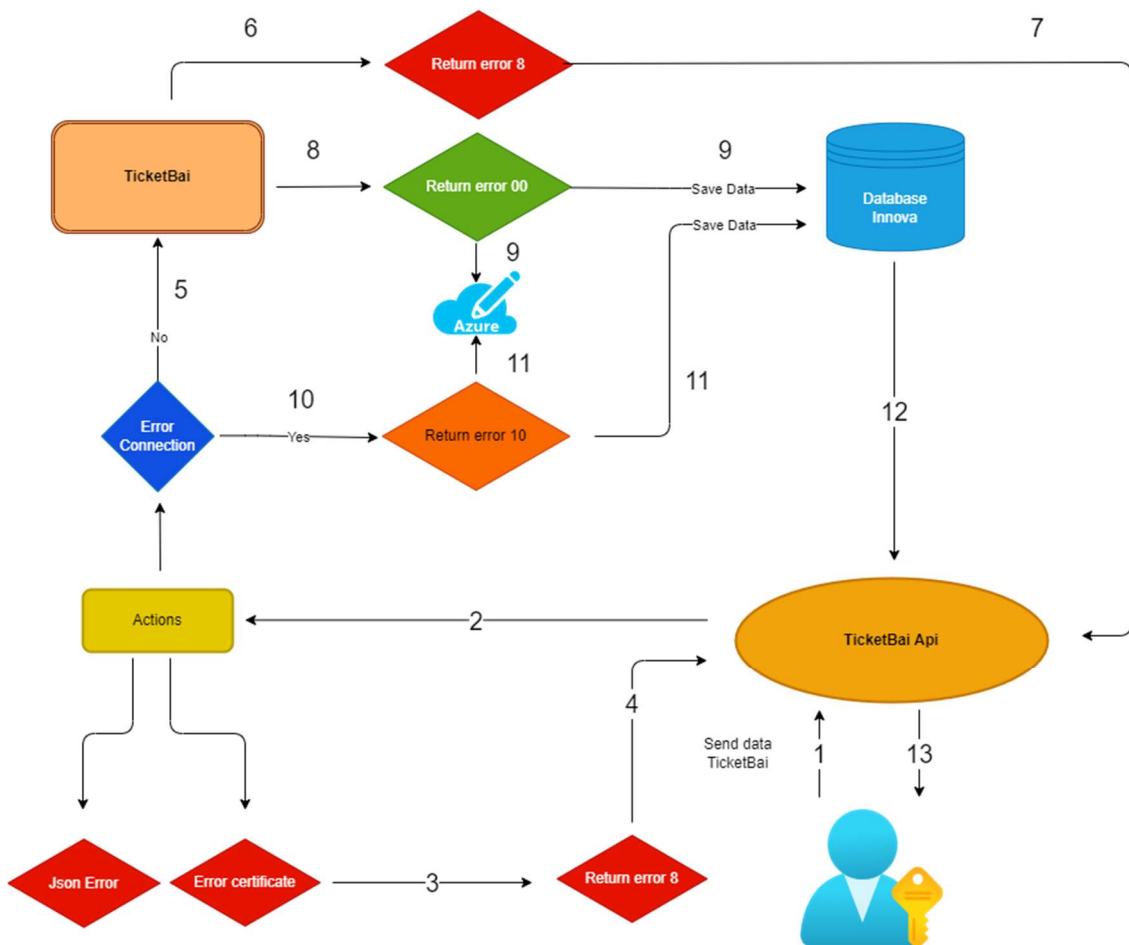 6
7
Return error 8
TicketBai
8
Return error 00
9
Save Data
Database
Innova
Save Data
9
5
Azure
No
11
11
10
12
Error
Connection
Yes
Return error 10
Actions
2
TicketBai Api
4
Send data
TicketBai
1
13
Json Error
Error certificate
3
Return error 8